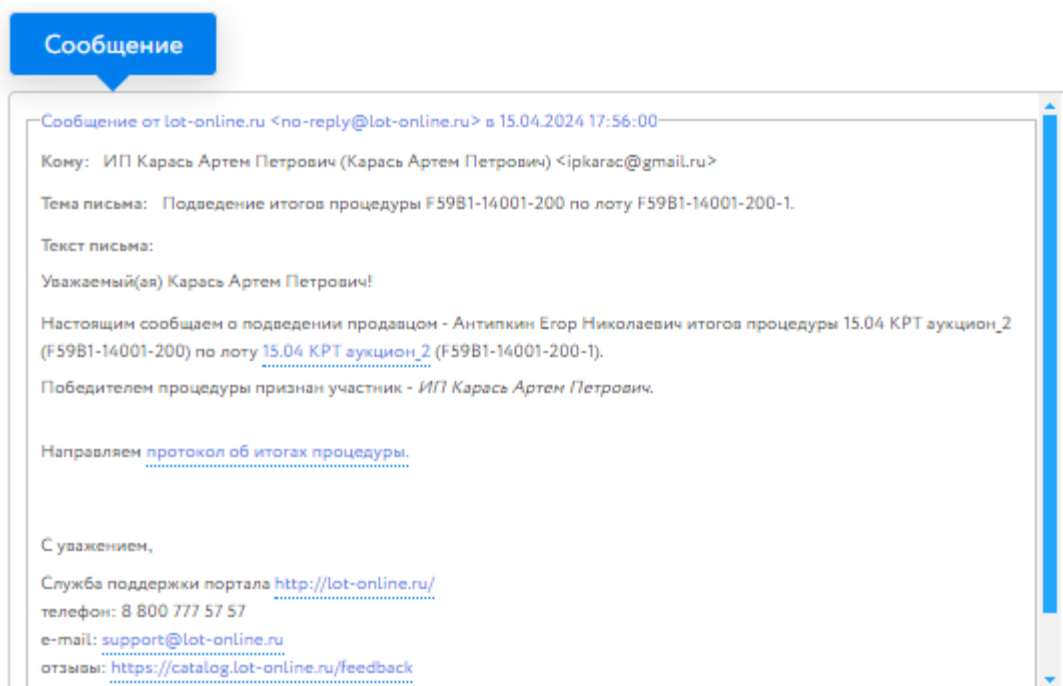 Сообщение
Сообщение от lot-online.ru <no-reply@lot-online.ru> в 15.04.2024 17:56:00
Кому: ИП Карась Артем Петрович (Карась Артем Петрович) <ipkarac@gmail.ru>
Тема письма: Подведение итогов процедуры F59B1-14001-200 по лоту F59B1-14001-200-1.
Текст письма:
Уважаемый(ая) Карась Артем Петрович!
Настоящим сообщаем о подведении продавцом - Антипкин Егор Николаевич итогов процедуры 15.04 КРТ аукцион_2
(F59B1-14001-200) по лоту 15.04 КРТ аукцион_2 (F59B1-14001-200-1).
Победителем процедуры признан участник - ИП Карась Артем Петрович.
Направляем протокол об итогах процедуры.
С уважением,
Служба поддержки портала http://lot-online.ru/
телефон: 8 800 777 57 57
e-mail: support@lot-online.ru
отзывы: https://catalog.lot-online.ru/feedback